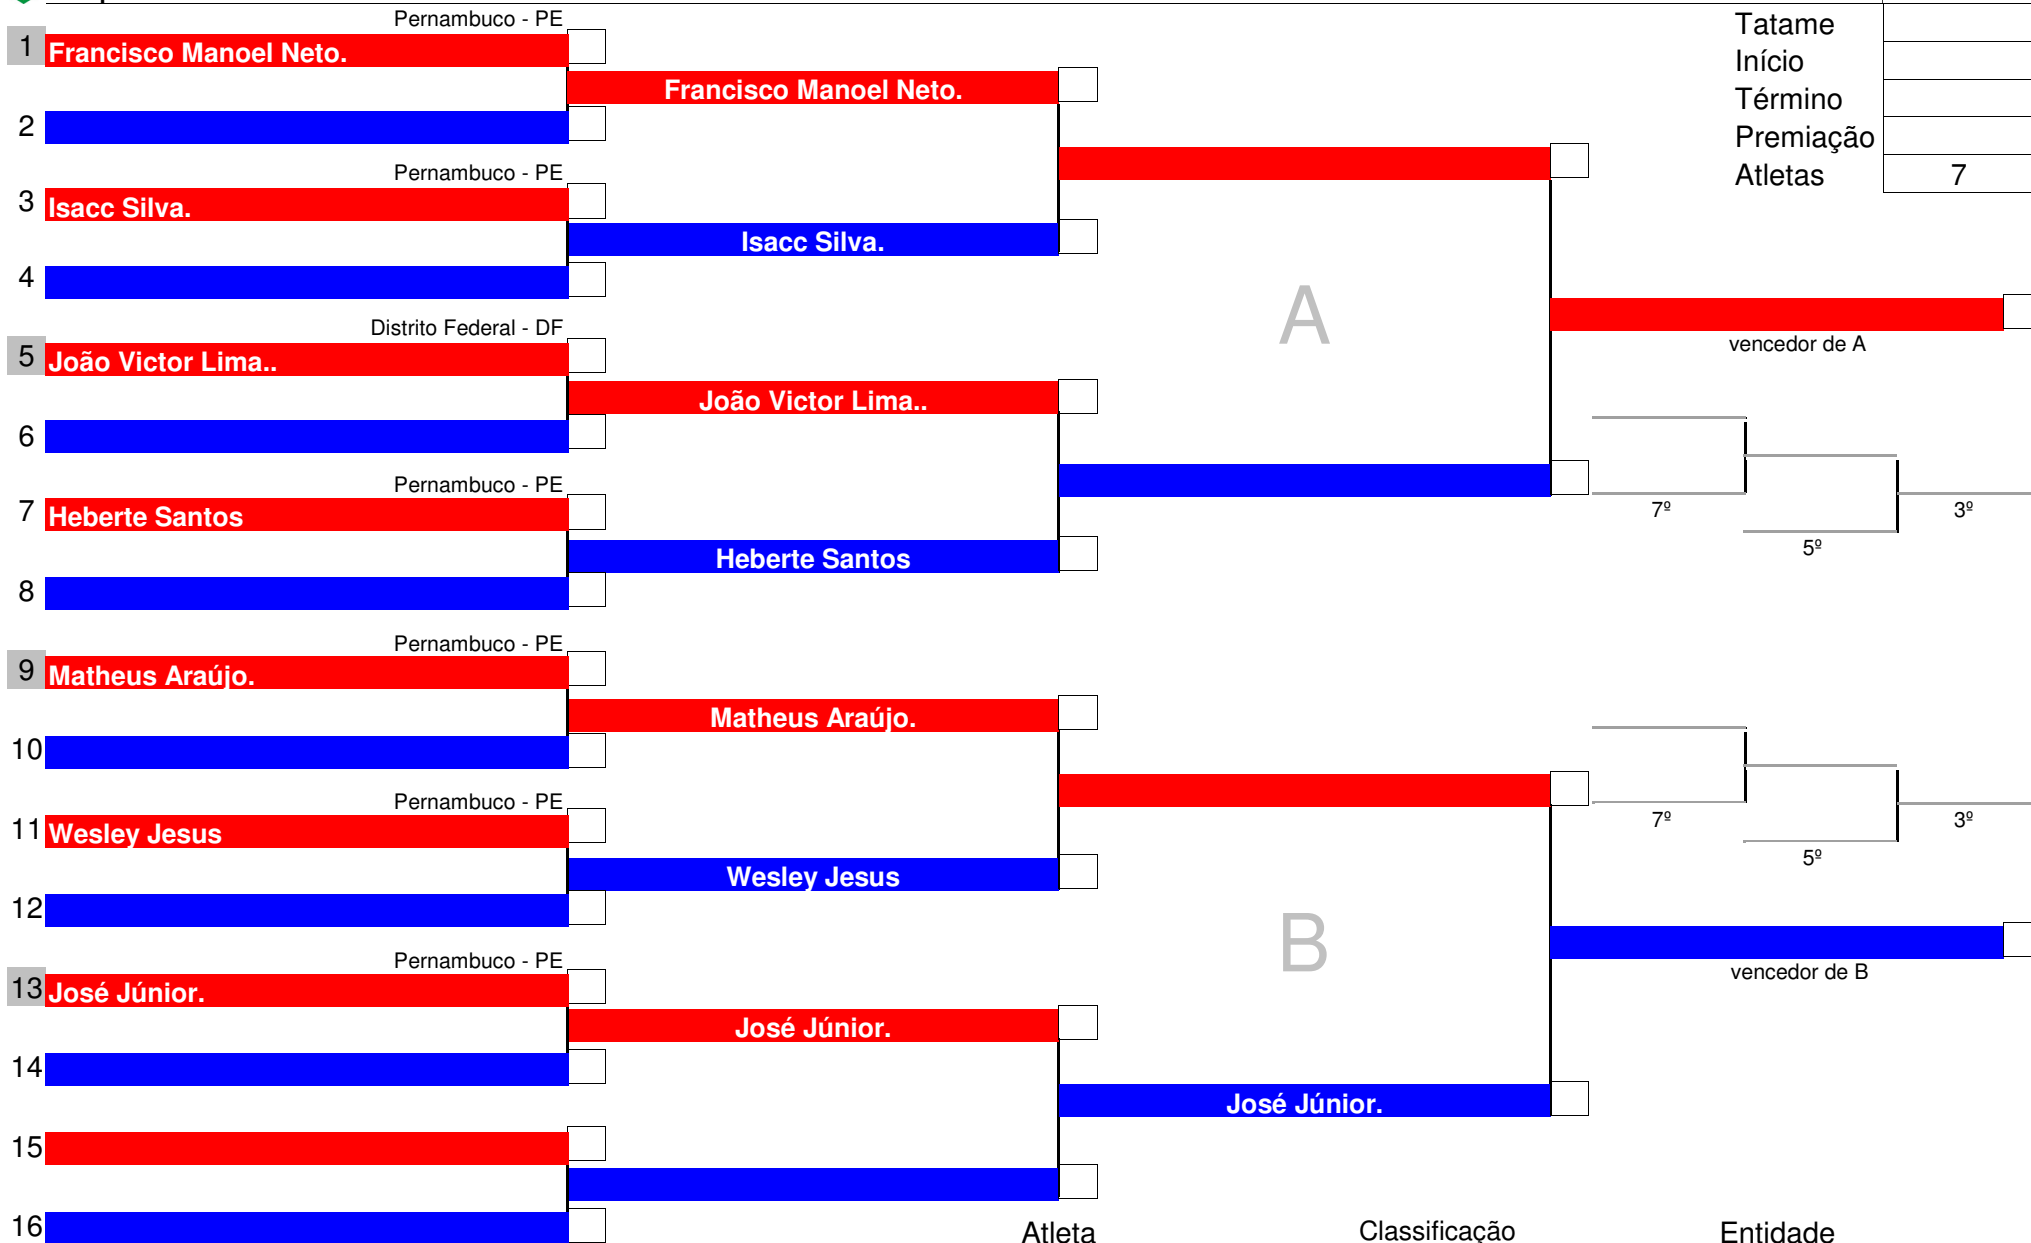 Pernambuco - PE
1 Francisco Manoel Neto.
Francisco Manoel Neto.
2
Pernambuco - PE
3 Isacc Silva.
Isacc Silva.
4
Distrito Federal - DF
5 João Victor Lima..
João Victor Lima..
6
Pernambuco - PE
7 Heberte Santos
Heberte Santos
8
Pernambuco - PE
9 Matheus Araújo.
Matheus Araújo.
10
Pernambuco - PE
11 Wesley Jesus
Wesley Jesus
12
Pernambuco - PE
13 José Júnior.
José Júnior.
14
José Júnior.
15
16
A
B
Tatame
Início
Término
Premiação
Atletas 7
vencedor de A
7º
5º
3º
7º
5º
3º
vencedor de B
Atleta Classificação Entidade